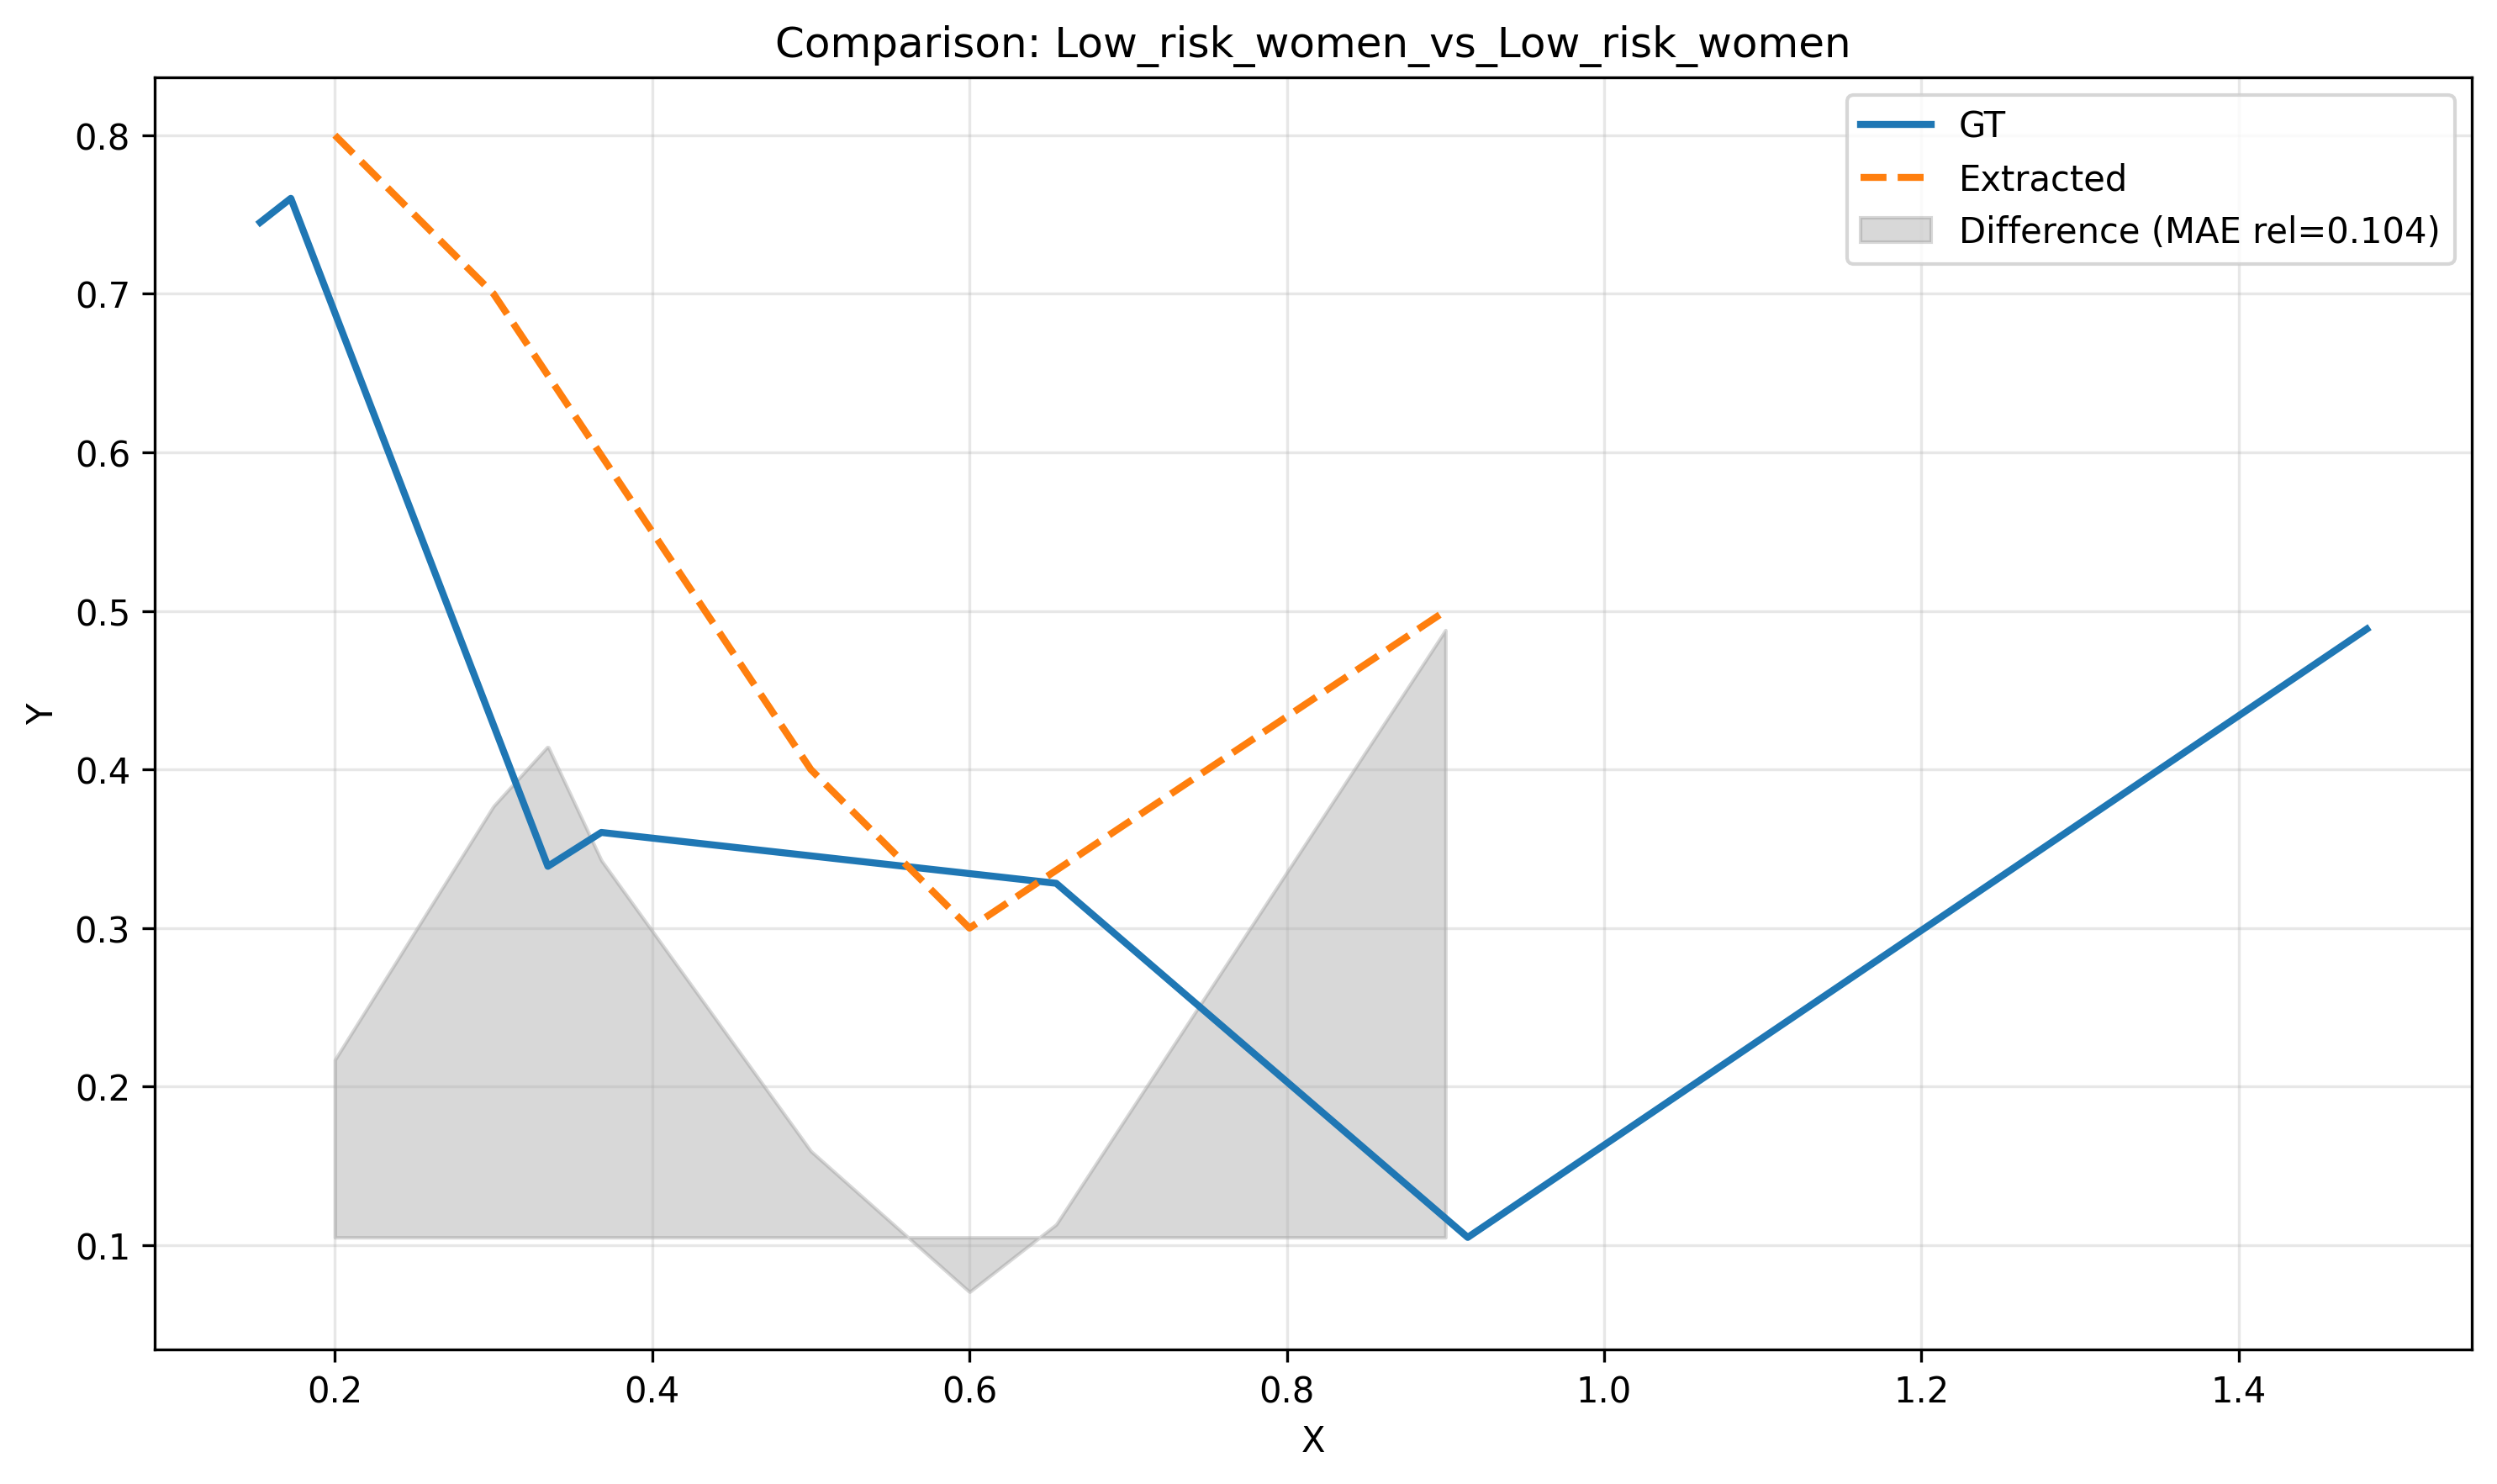 Comparison: Low_risk_women_vs_Low_risk_women
GT
Extracted
Difference (MAE rel=0.104)
Y
0.8
0.7
0.6
0.5
0.4
0.3
0.2
0.1
0.2 0.4 0.6 0.8 1.0 1.2 1.4
X